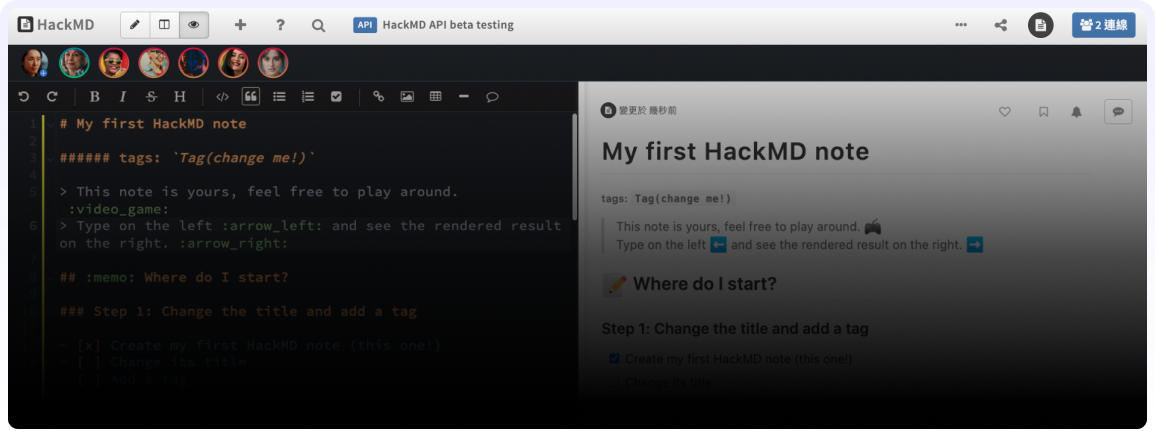 HackMD
API HackMD API beta testing
2 連線
B I S H
1 # My first HackMD note
2
3 ###### tags: `Tag(change me!)`
4
5 > This note is yours, feel free to play around.
:video_game:
6 > Type on the left :arrow_left: and see the rendered result
on the right. :arrow_right:
7
8 ## :memo: Where do I start?
### Step 1: Change the title and add a tag
- [x] Create my first HackMD note (this one!)
- [ ] Change its title
- [ ] Add a tag
變更於 幾秒前
My first HackMD note
tags: Tag(change me!)
This note is yours, feel free to play around. 🎮
Type on the left ⬅️ and see the rendered result on the right. ➡️
📝 Where do I start?
Step 1: Change the title and add a tag
Create my first HackMD note (this one!)
Change its title